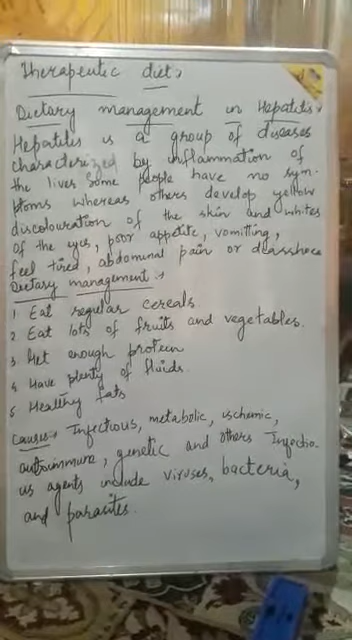 Therapeutic diet:
Dietary management in Hepatitis:
Hepatitis is a group of diseases
characterized by inflammation of
the lives some people have no sym-
ptoms whereas others develop yellow
discolouration of the skin and whites
of the eyes, poor appetite, vomitting,
feel tired, abdominal pain or
Dietary management :-
1 Eat regular cereals
2 Eat lots of fruits and vegetables.
3 enough protein
4 Have plenty of fluids.
5 Healthy fats
Causes:- Infectious, metabolic, ischemic,
autoimmune, genetic and others Infectio-
us agents include viruses, bacteria,
and parasites.